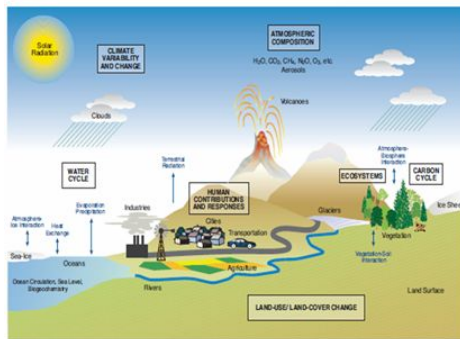 Solar
Radiation
CLIMATE
VARIABILITY
AND CHANGE
ATMOSPHERIC
COMPOSITION
H₂O, CO₂, CH₄, N₂O, O₃, etc
Aerosols
Volcanoes
Clouds
Atmosphere-
Biosphere
Interaction
WATER
CYCLE
Terrestrial
Radiation
ECOSYSTEMS
CARBON
CYCLE
HUMAN
CONTRIBUTIONS
AND RESPONSES
Evaporation
Precipitation
Industries
Cities
Glaciers
Ice Sheets
Atmosphere-
Ice Interaction
Heat
Exchange
Transportation
Vegetation
Sea-Ice
Oceans
Agriculture
Vegetation-Soil
Interaction
Ocean Circulation, Sea Level,
Biogeochemistry
Rivers
Land Surface
LAND-USE/ LAND-COVER CHANGE